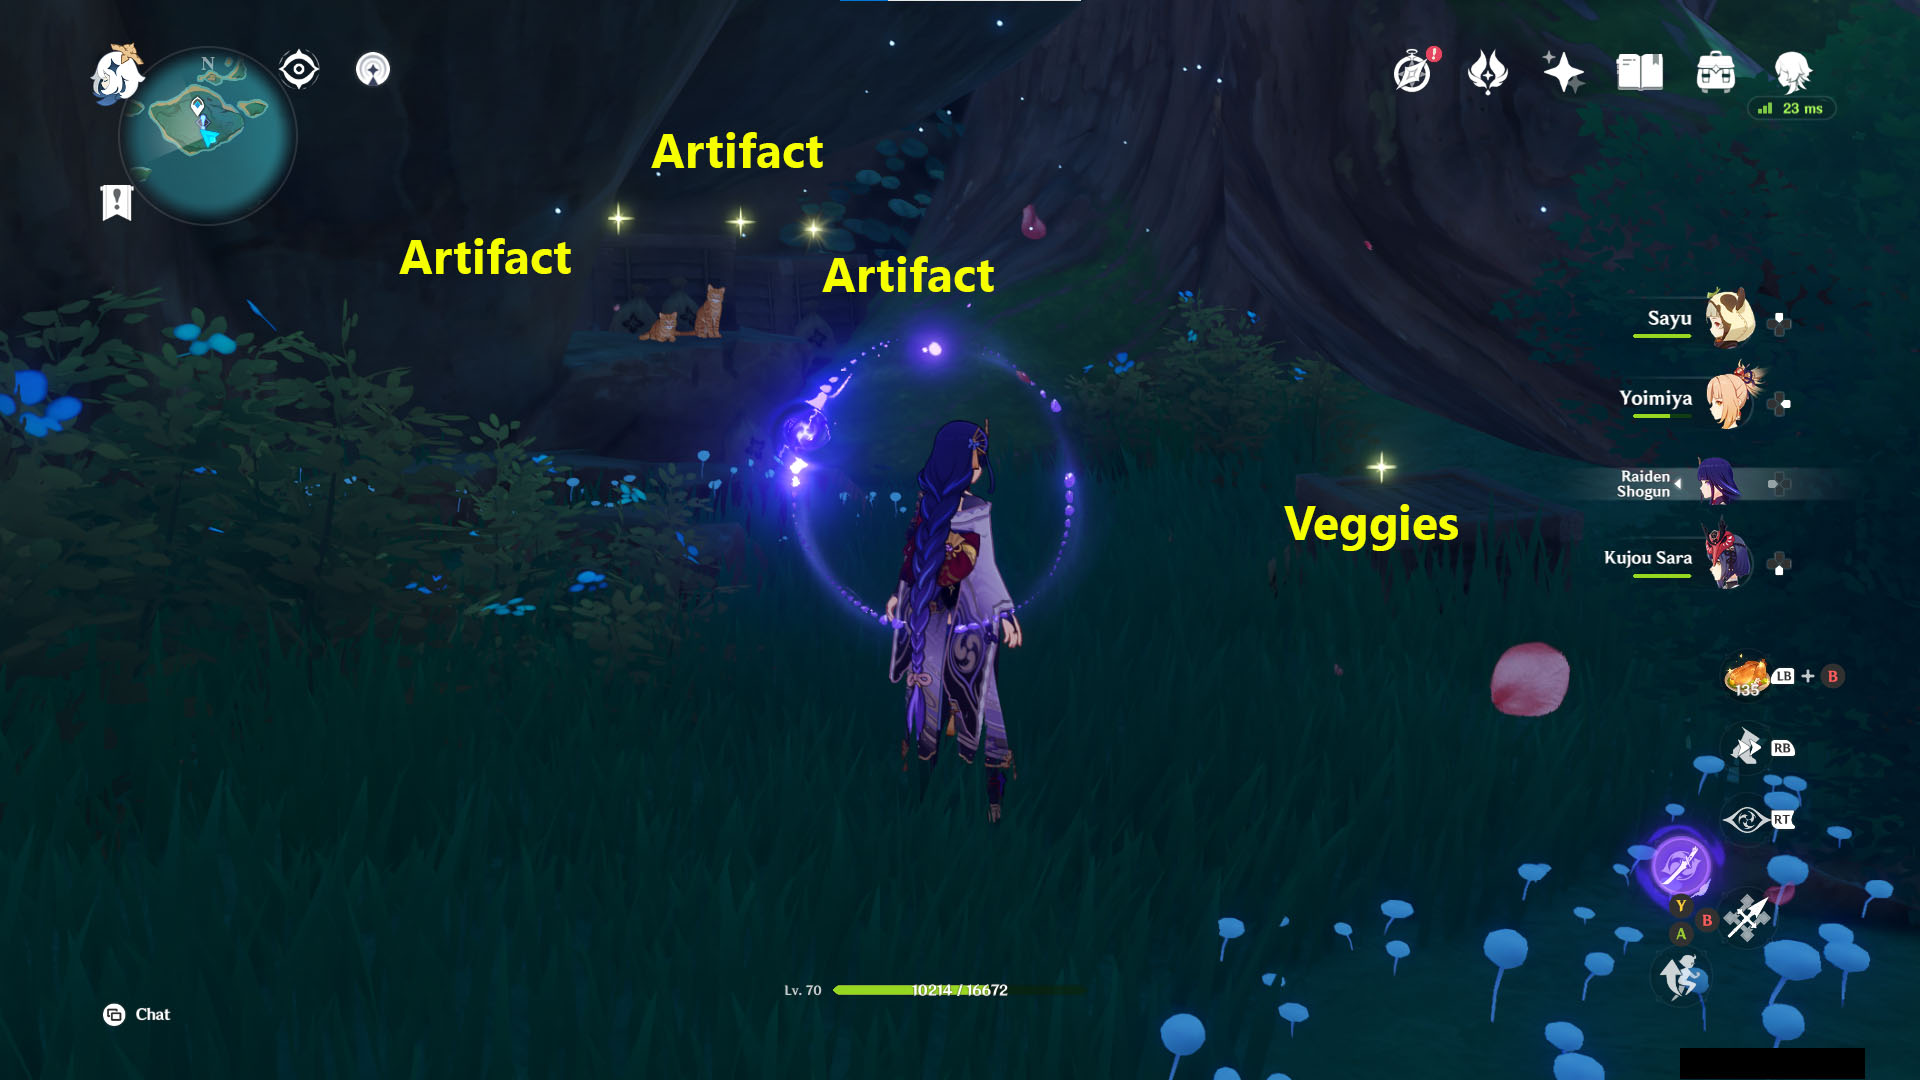 N
!
23 ms
Artifact
Artifact
Artifact
Sayu
Yoimiya
Raiden
Shogun
Kujou Sara
Veggies
135 LB + B
RB
RT
Y
B
A
Lv. 70 10214 / 16672
Chat